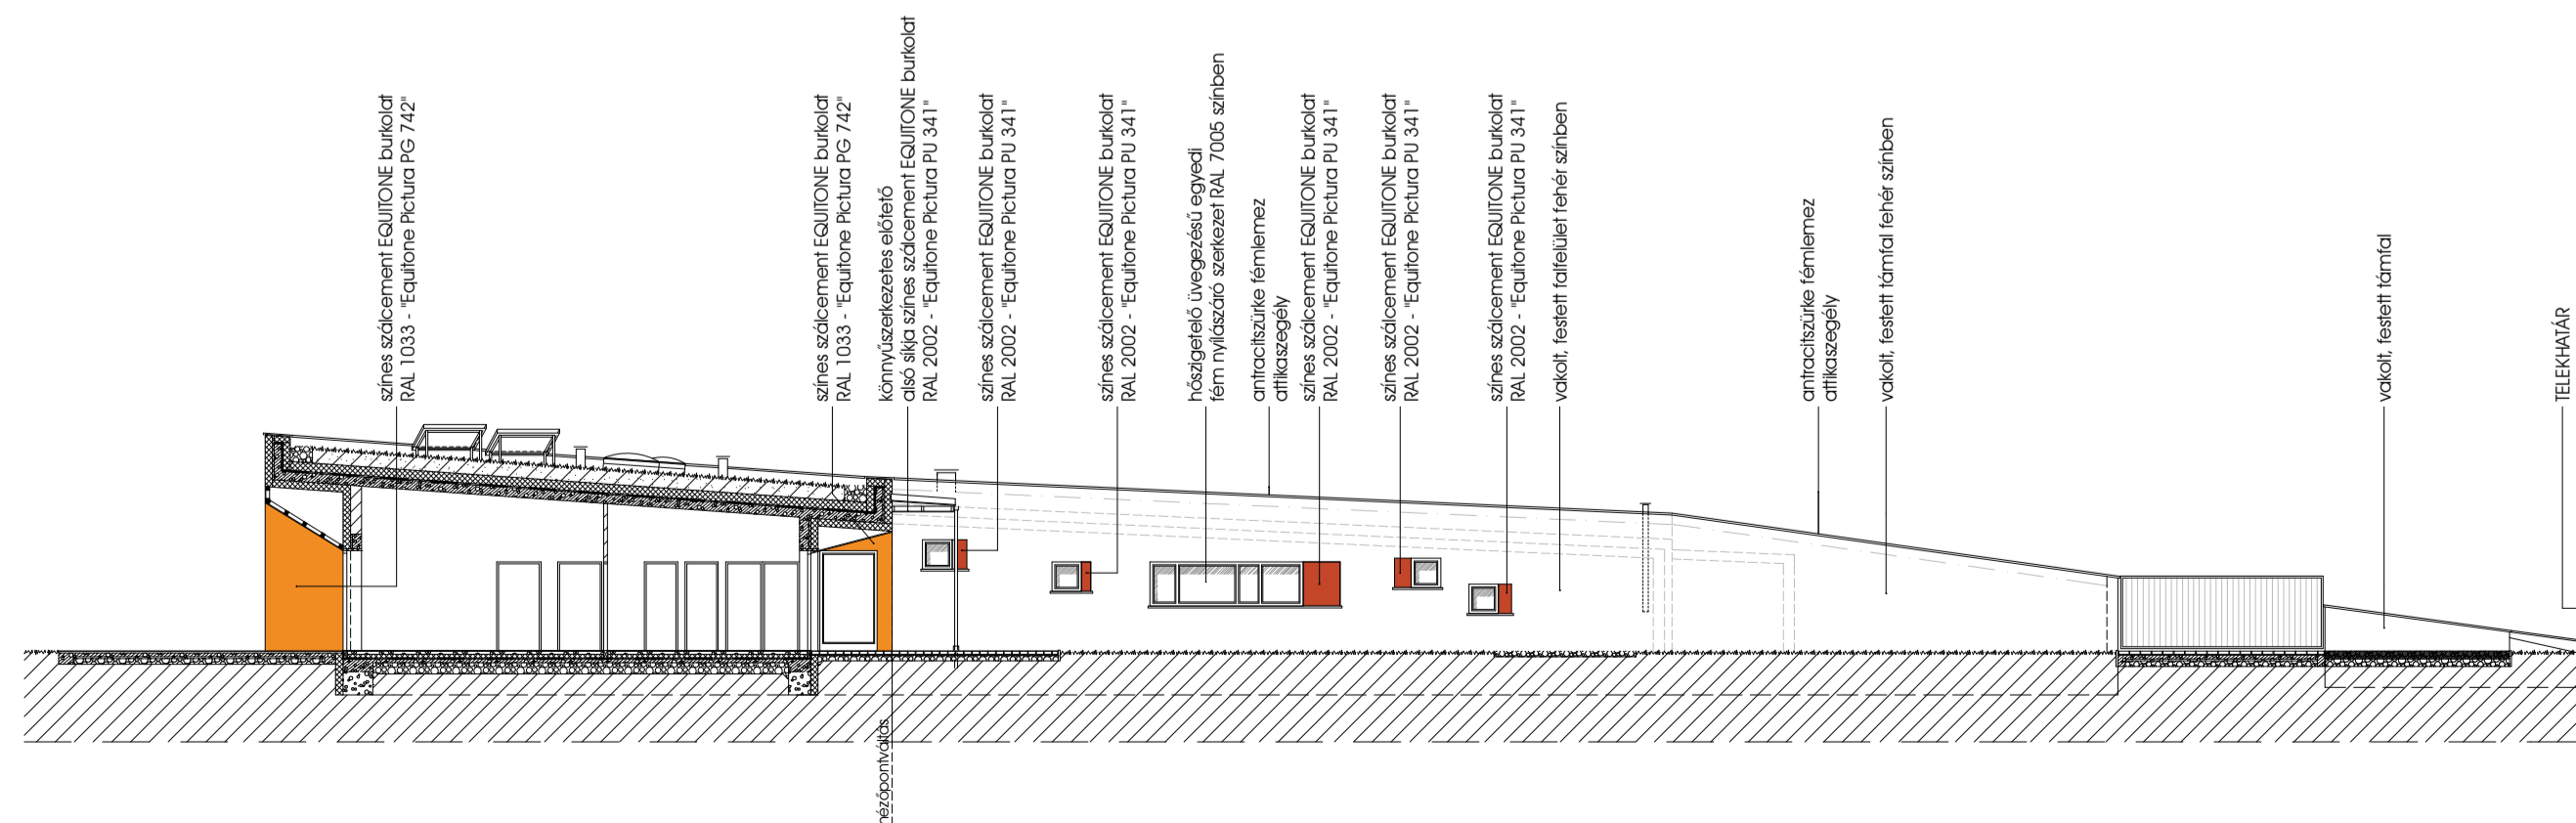 színes szálcement EQUITONE burkolat
RAL 1033 - "Equitone Pictura PG 742"
színes szálcement EQUITONE burkolat
RAL 1033 - "Equitone Pictura PG 742"
könnyűszerkezetes előtető
alsó síkja színes szálcement EQUITONE burkolat
RAL 2002 - "Equitone Pictura PU 341"
színes szálcement EQUITONE burkolat
RAL 2002 - "Equitone Pictura PU 341"
színes szálcement EQUITONE burkolat
RAL 2002 - "Equitone Pictura PU 341"
hőszigetelő üvegezésű egyedi
fém nyílászáró szerkezet RAL 7005 színben
antracitszürke fémlemez
attikaszegély
színes szálcement EQUITONE burkolat
RAL 2002 - "Equitone Pictura PU 341"
színes szálcement EQUITONE burkolat
RAL 2002 - "Equitone Pictura PU 341"
színes szálcement EQUITONE burkolat
RAL 2002 - "Equitone Pictura PU 341"
vakolt, festett falfelület fehér színben
antracitszürke fémlemez
attikaszegély
vakolt, festett támfal fehér színben
vakolt, festett támfal
TELEKHATÁR
nézőpontváltás